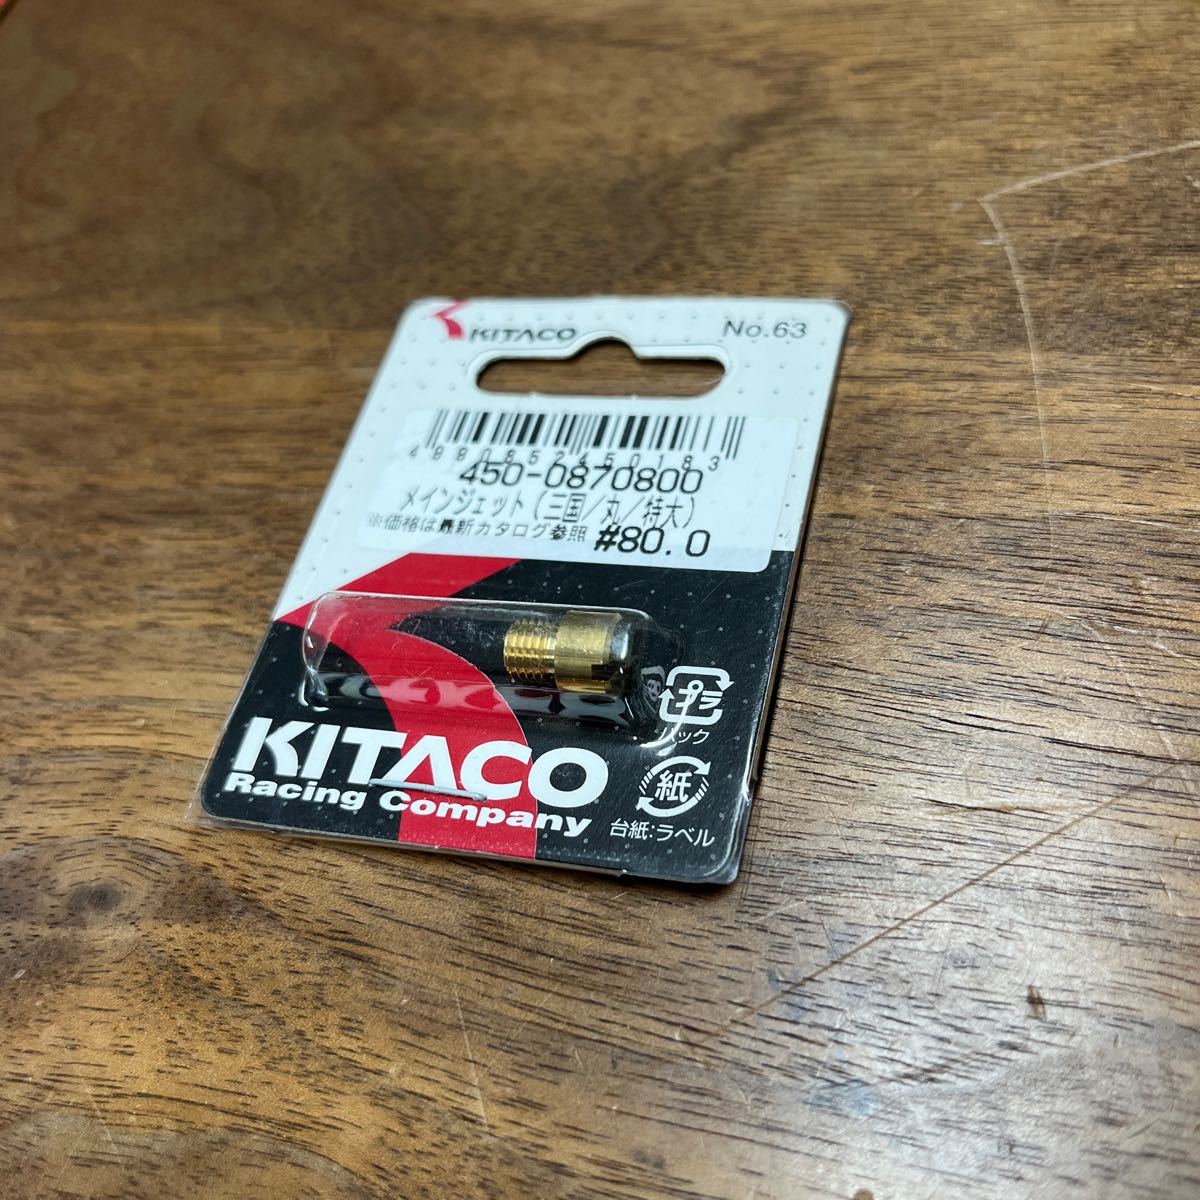 KITACO
No.63
4990852450183
450-0870800
メインジェット(三国/丸/特大)
※価格は最新カタログ参照 #80.0
プラ
パック
KITACO
Racing Company
紙
台紙:ラベル